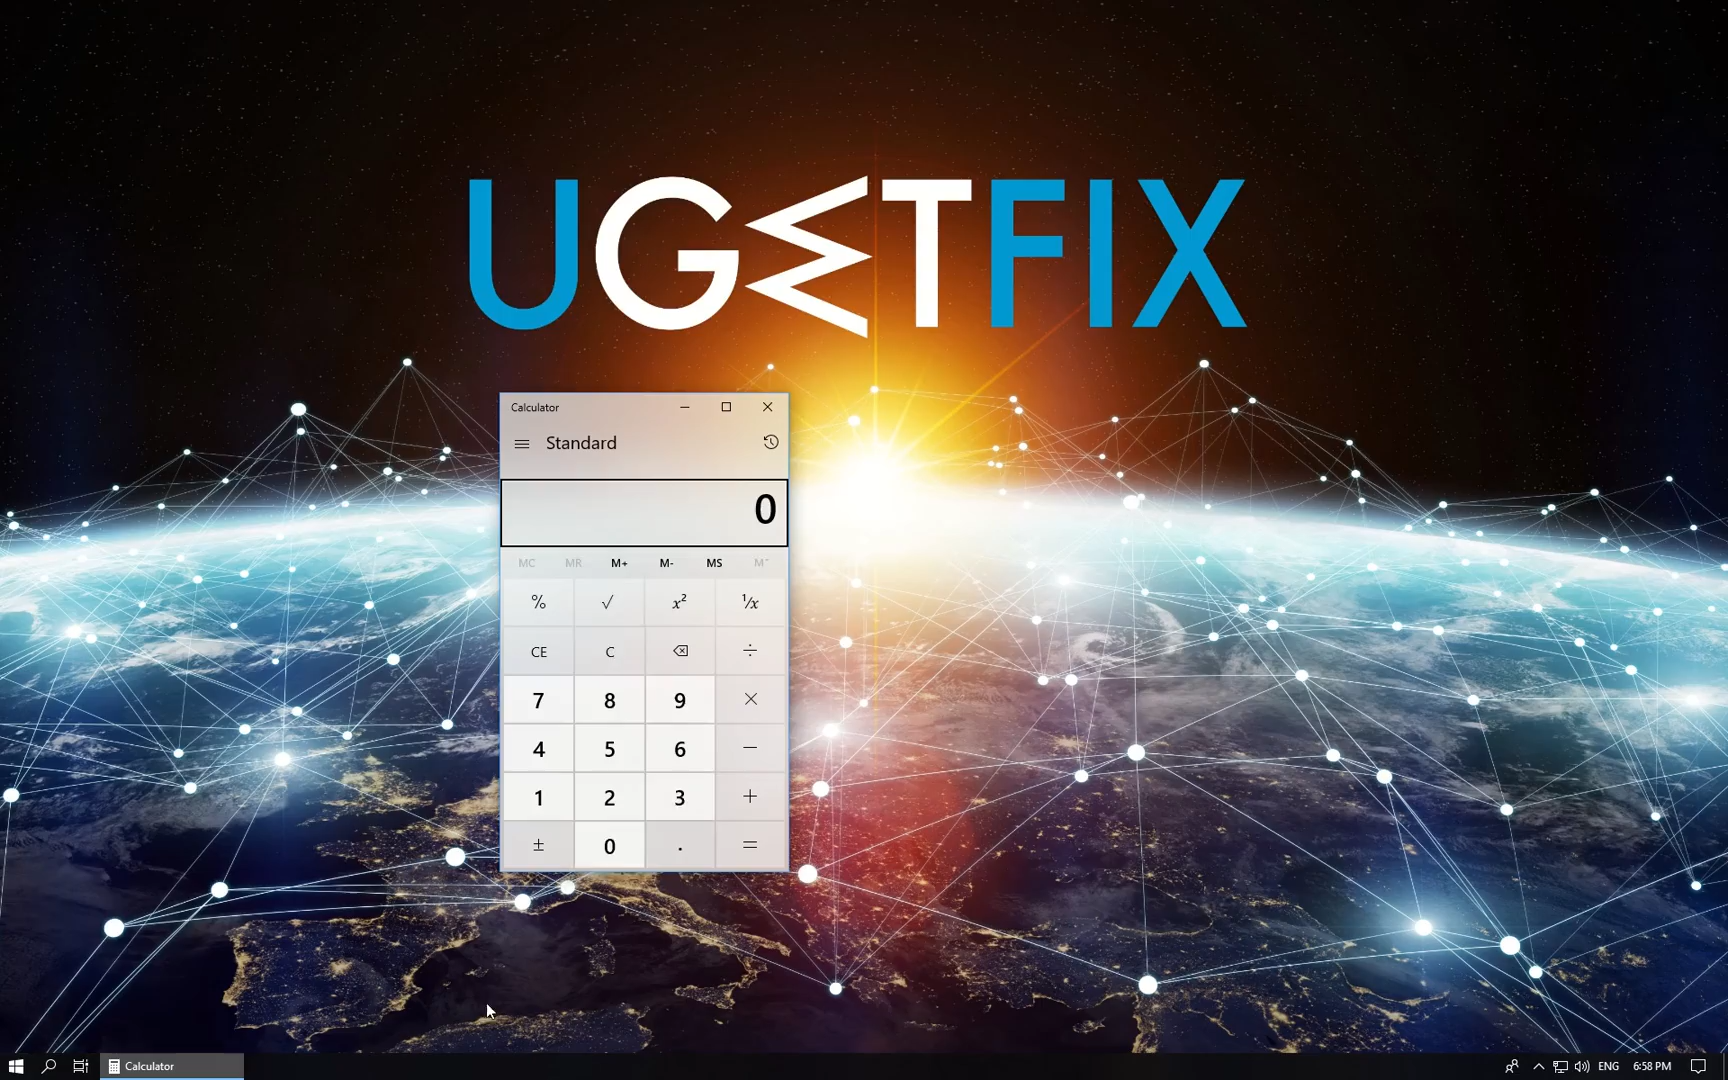 UGETFIX
Calculator
Standard
0
MC MR M+ M- MS M˅
% √ x² ¹/x
CE C ÷
7 8 9 ×
4 5 6 −
1 2 3 +
± 0 . =
Calculator ENG 6:58 PM